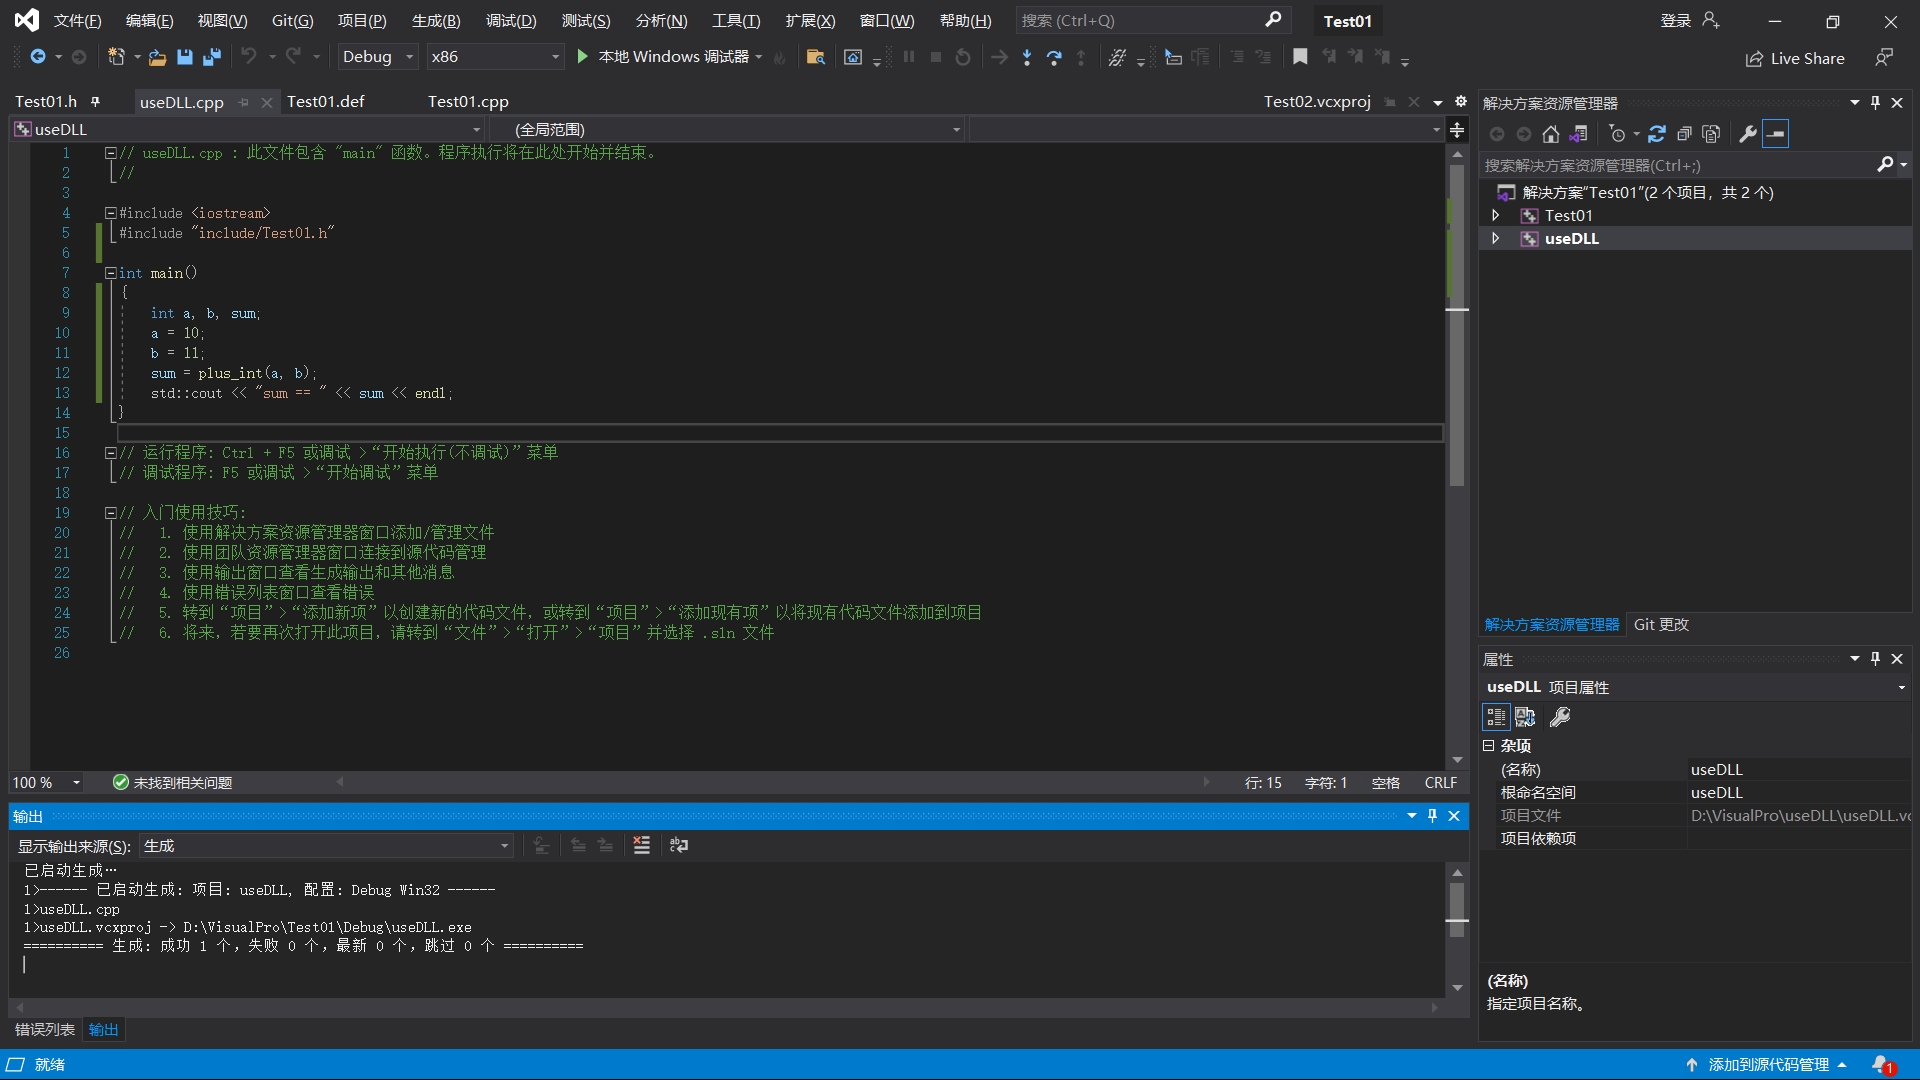 文件(F) 编辑(E) 视图(V) Git(G) 项目(P) 生成(B) 调试(D) 测试(S) 分析(N) 工具(T) 扩展(X) 窗口(W) 帮助(H) 搜索 (Ctrl+Q) Test01 登录
Debug x86 本地 Windows 调试器 Live Share
Test01.h useDLL.cpp Test01.def Test01.cpp Test02.vcxproj
useDLL (全局范围)
1 // useDLL.cpp : 此文件包含 "main" 函数。程序执行将在此处开始并结束。
2 //
3
4 #include <iostream>
5 #include "include/Test01.h"
6
7 int main()
8 {
9 int a, b, sum;
10 a = 10;
11 b = 11;
12 sum = plus_int(a, b);
13 std::cout << "sum == " << sum << endl;
14 }
15
16 // 运行程序: Ctrl + F5 或调试 >“开始执行(不调试)”菜单
17 // 调试程序: F5 或调试 >“开始调试”菜单
18
19 // 入门使用技巧:
20 // 1. 使用解决方案资源管理器窗口添加/管理文件
21 // 2. 使用团队资源管理器窗口连接到源代码管理
22 // 3. 使用输出窗口查看生成输出和其他消息
23 // 4. 使用错误列表窗口查看错误
24 // 5. 转到“项目”>“添加新项”以创建新的代码文件，或转到“项目”>“添加现有项”以将现有代码文件添加到项目
25 // 6. 将来，若要再次打开此项目，请转到“文件”>“打开”>“项目”并选择 .sln 文件
26
100 % 未找到相关问题 行: 15 字符: 1 空格 CRLF
输出
显示输出来源(S): 生成
已启动生成…
1>------ 已启动生成: 项目: useDLL, 配置: Debug Win32 ------
1>useDLL.cpp
1>useDLL.vcxproj -> D:\VisualPro\Test01\Debug\useDLL.exe
========== 生成: 成功 1 个，失败 0 个，最新 0 个，跳过 0 个 ==========
错误列表 输出
就绪 添加到源代码管理 1
解决方案资源管理器
搜索解决方案资源管理器(Ctrl+;)
解决方案"Test01"(2 个项目，共 2 个)
Test01
useDLL
解决方案资源管理器 Git 更改
属性
useDLL 项目属性
杂项
(名称) useDLL
根命名空间 useDLL
项目文件 D:\VisualPro\useDLL\useDLL.vc
项目依赖项
(名称)
指定项目名称。